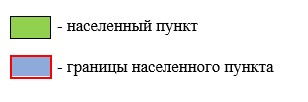 - населенный пункт
- границы населенного пункта